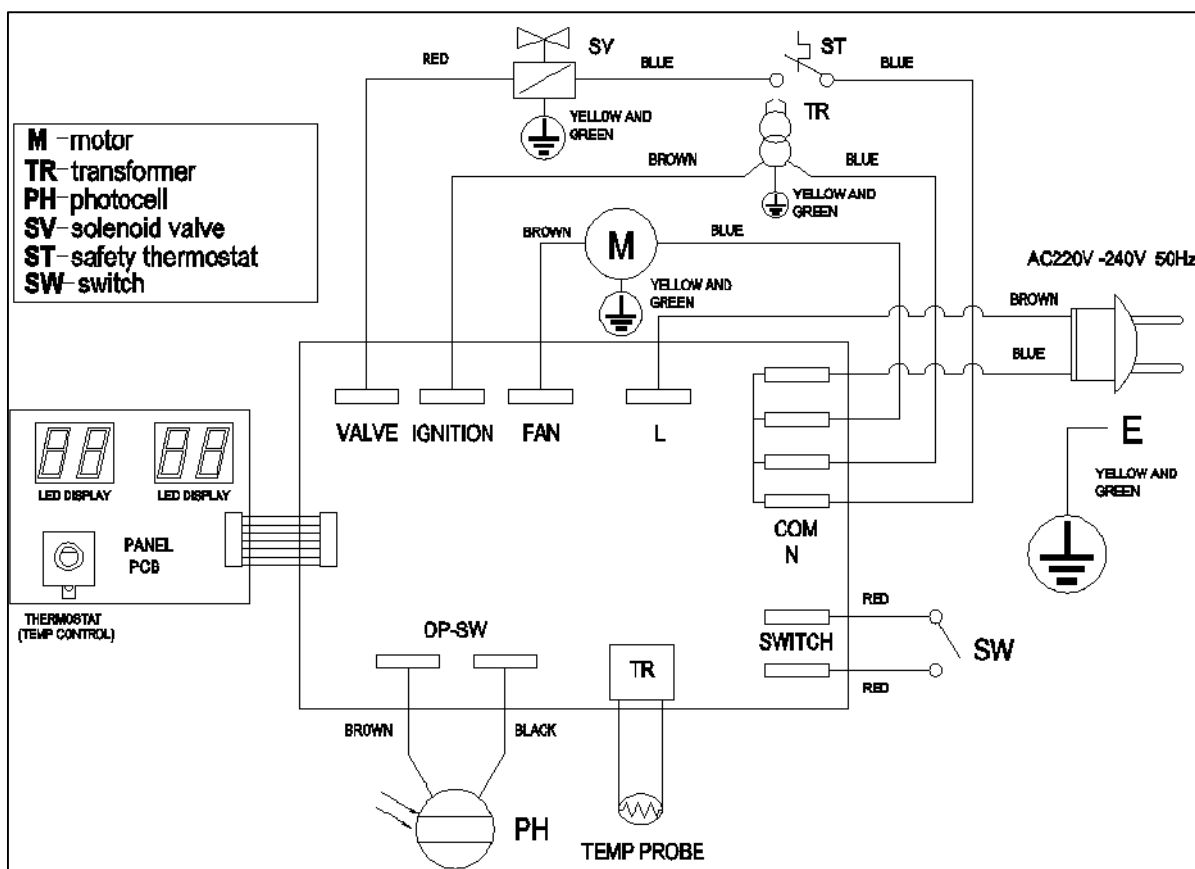 SV
ST
RED
BLUE
BLUE
YELLOW AND
GREEN
TR
M-motor
TR-transformer
PH-photocell
SV-solenoid valve
ST-safety thermostat
SW-switch
BROWN
BLUE
YELLOW AND
GREEN
BROWN
M
BLUE
YELLOW AND
GREEN
AC220V -240V 50Hz
BROWN
BLUE
VALVE
IGNITION
FAN
L
COM
N
E
YELLOW AND
GREEN
LED DISPLAY
LED DISPLAY
PANEL
PCB
THERMOSTAT
(TEMP CONTROL)
OP-SW
TR
SWITCH
RED
SW
RED
BROWN
BLACK
PH
TEMP PROBE